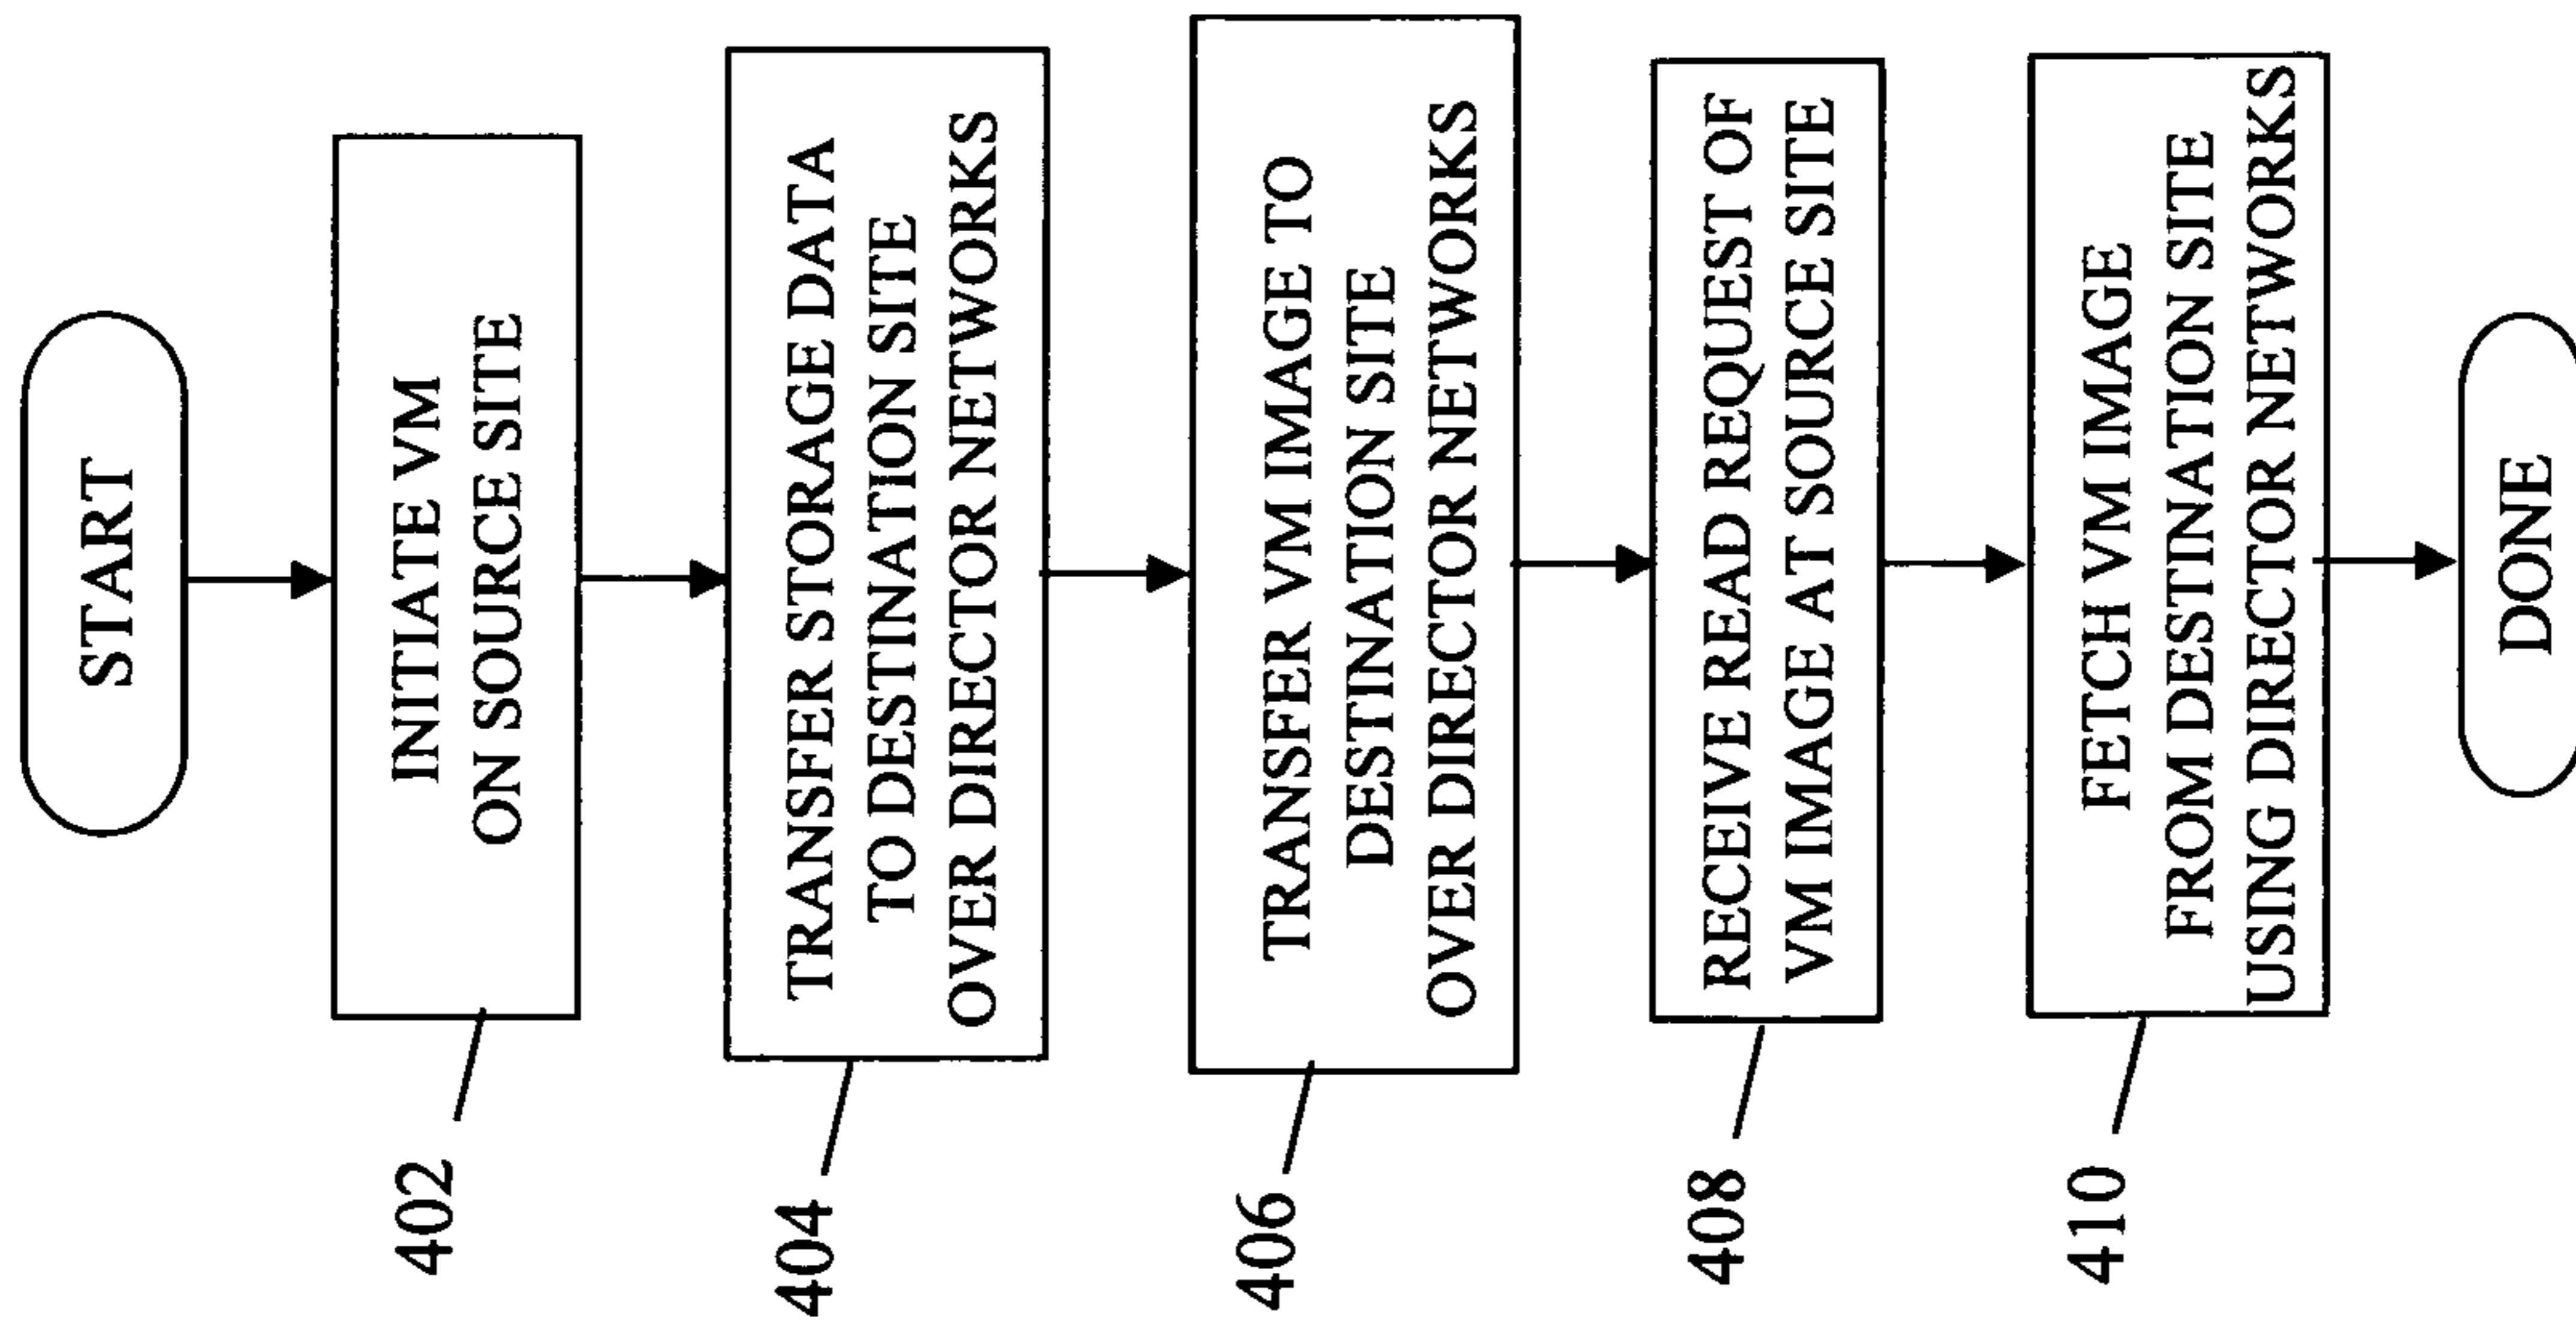 START
INITIATE VM
ON SOURCE SITE
402
TRANSFER STORAGE DATA
TO DESTINATION SITE
OVER DIRECTOR NETWORKS
404
TRANSFER VM IMAGE TO
DESTINATION SITE
OVER DIRECTOR NETWORKS
406
RECEIVE READ REQUEST OF
VM IMAGE AT SOURCE SITE
408
FETCH VM IMAGE
FROM DESTINATION SITE
USING DIRECTOR NETWORKS
410
DONE